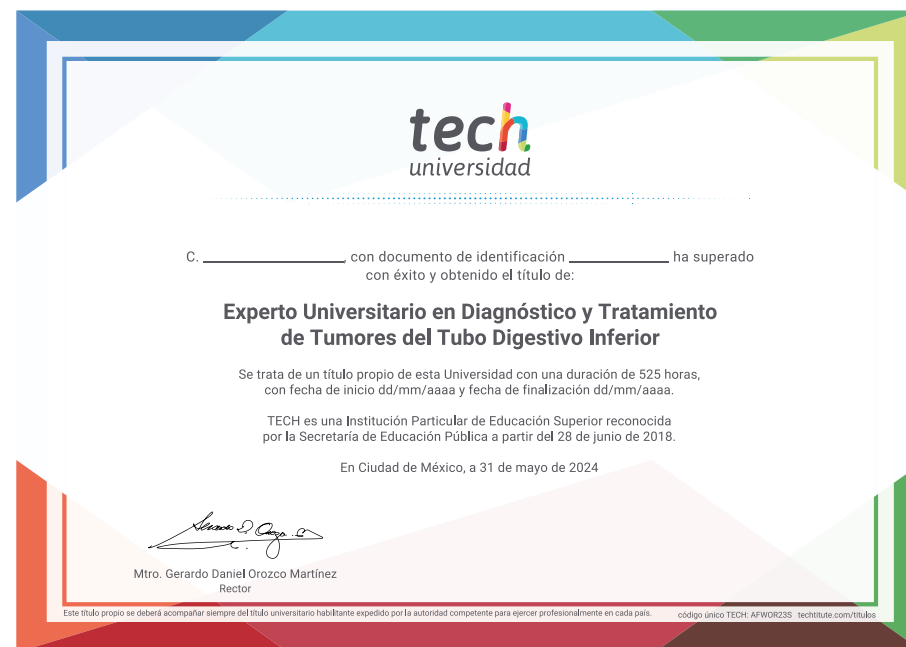 tech
universidad
C. ____________________, con documento de identificación ______________ ha superado
con éxito y obtenido el título de:
Experto Universitario en Diagnóstico y Tratamiento
de Tumores del Tubo Digestivo Inferior
Se trata de un título propio de esta Universidad con una duración de 525 horas,
con fecha de inicio dd/mm/aaaa y fecha de finalización dd/mm/aaaa.
TECH es una Institución Particular de Educación Superior reconocida
por la Secretaría de Educación Pública a partir del 28 de junio de 2018.
En Ciudad de México, a 31 de mayo de 2024
Mtro. Gerardo Daniel Orozco Martínez
Rector
Este título propio se deberá acompañar siempre del título universitario habilitante expedido por la autoridad competente para ejercer profesionalmente en cada país.
código único TECH: AFWOR23S techtitute.com/titulos